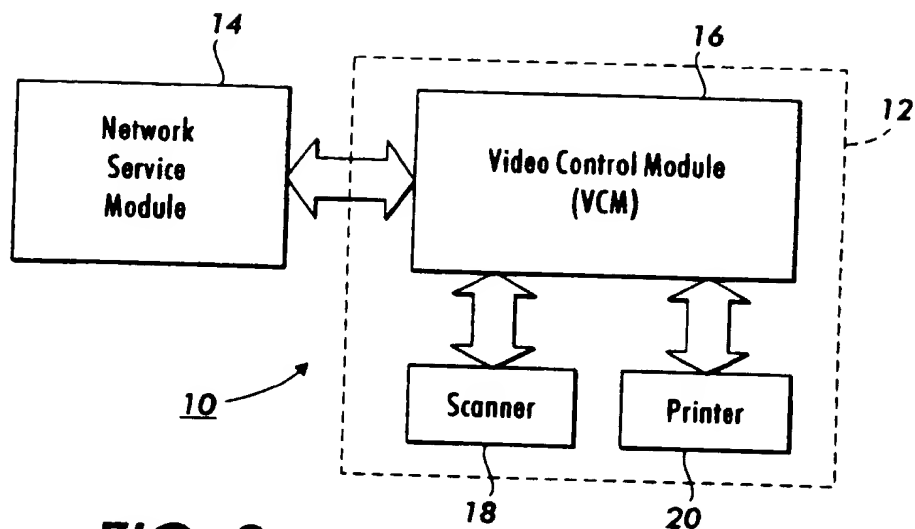 14
16
12
Network
Service
Module
Video Control Module
(VCM)
10
Scanner
Printer
18
20